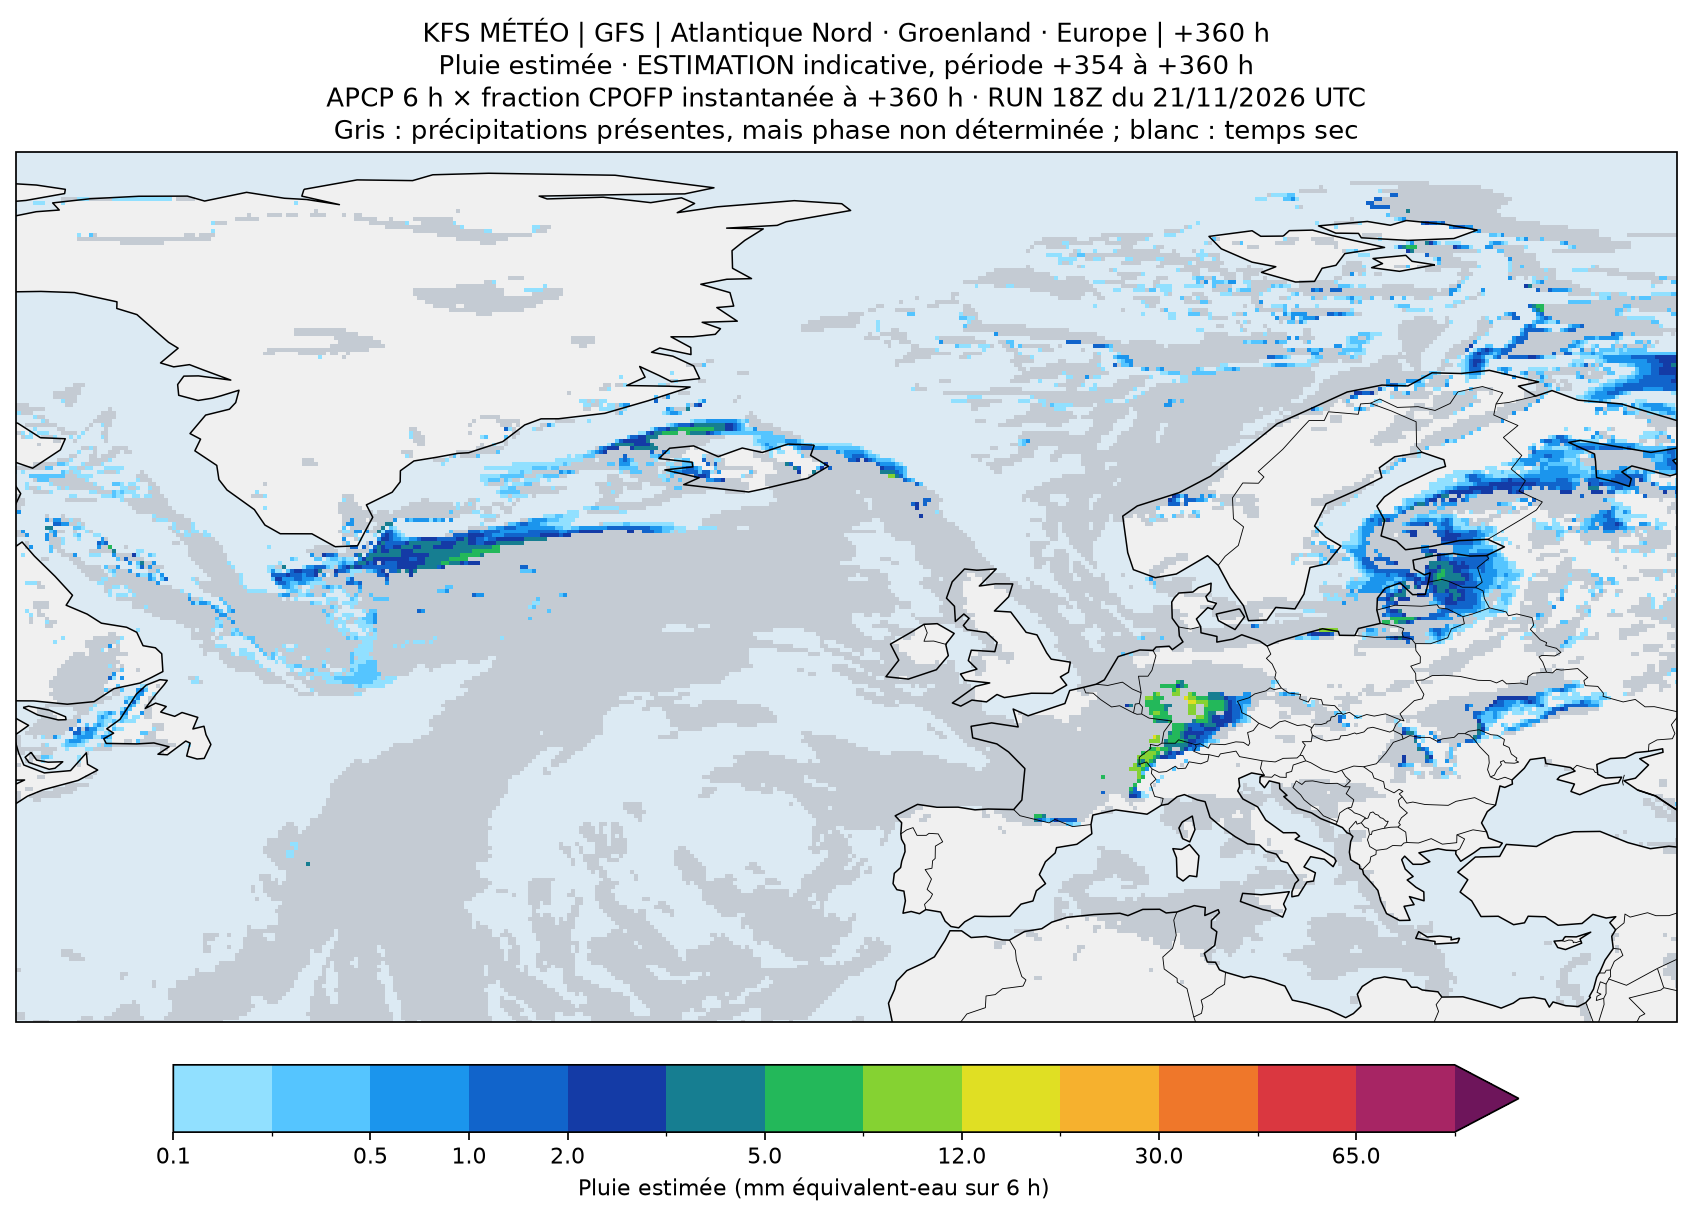 KFS MÉTÉO | GFS | Atlantique Nord · Groenland · Europe | +360 h
Pluie estimée · ESTIMATION indicative, période +354 à +360 h
APCP 6 h × fraction CPOFP instantanée à +360 h · RUN 18Z du 21/11/2026 UTC
Gris : précipitations présentes, mais phase non déterminée ; blanc : temps sec
0.1 0.5 1.0 2.0 5.0 12.0 30.0 65.0
Pluie estimée (mm équivalent-eau sur 6 h)